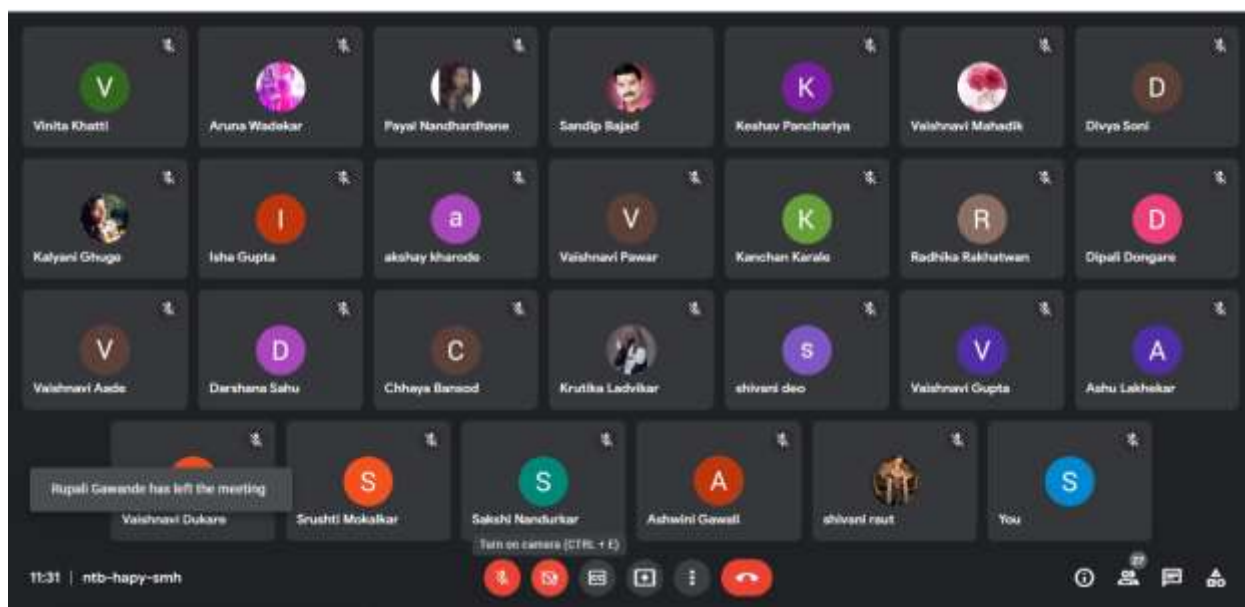 V K D
Vinita Khatti Aruna Wadekar Payal Nandhardhane Sandip Bajad Keshav Panchariya Vaishnavi Mahadik Divya Soni
I a V K R D
Kalyani Ghuge Isha Gupta akshay kharode Vaishnavi Pawar Kanchan Karale Radhika Rakhatwan Dipali Dongare
V D C s V A
Vaishnavi Aade Darshana Sahu Chhaya Bansod Krutika Ladvikar shivani deo Vaishnavi Gupta Ashu Lakhekar
S S A S
Rupali Gawande has left the meeting
Vaishnavi Dukare Srushti Mokalkar Sakshi Nandurkar Ashwini Gawali shivani raut You
Turn on camera (CTRL + E)
27
11:31 | ntb-hapy-smh